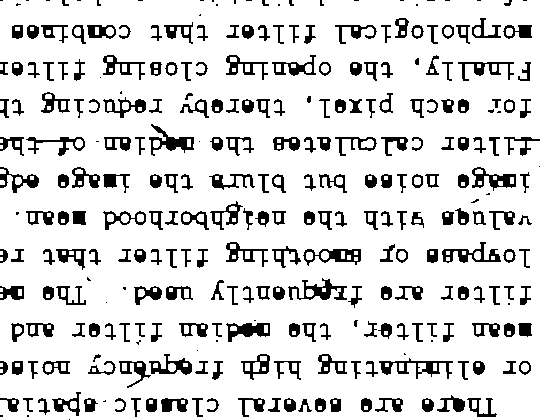 There are several classic spatial
or eliminating high frequency noise
mean filter, the median filter and
filter are frequently used. The me
lowpass or smoothing filter that re
values with the neighborhood mean.
image noise but blurs the image edg
filter calculates the median of the
for each pixel, thereby reducing th
Finally, the opening closing filter
morphological filter that combines